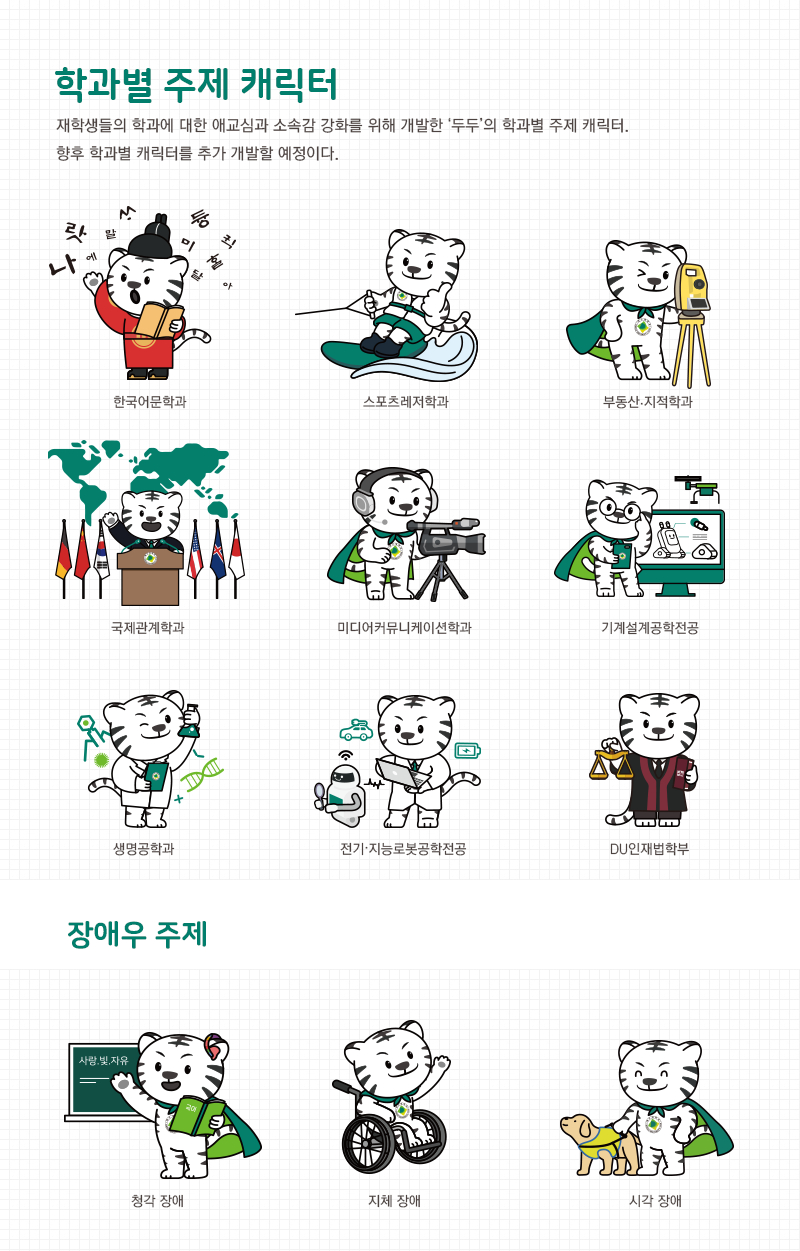 학과별 주제 캐릭터
재학생들의 학과에 대한 애교심과 소속감 강화를 위해 개발한 '두두'의 학과별 주제 캐릭터.
향후 학과별 캐릭터를 추가 개발할 예정이다.
말
에
미
나
달
아
한국어문학과
스포츠레저학과
부동산·지적학과
국제관계학과
미디어커뮤니케이션학과
기계설계공학전공
생명공학과
전기·지능로봇공학전공
DU인재법학부
장애우 주제
사랑.빛.자유
국어
청각 장애
지체 장애
시각 장애